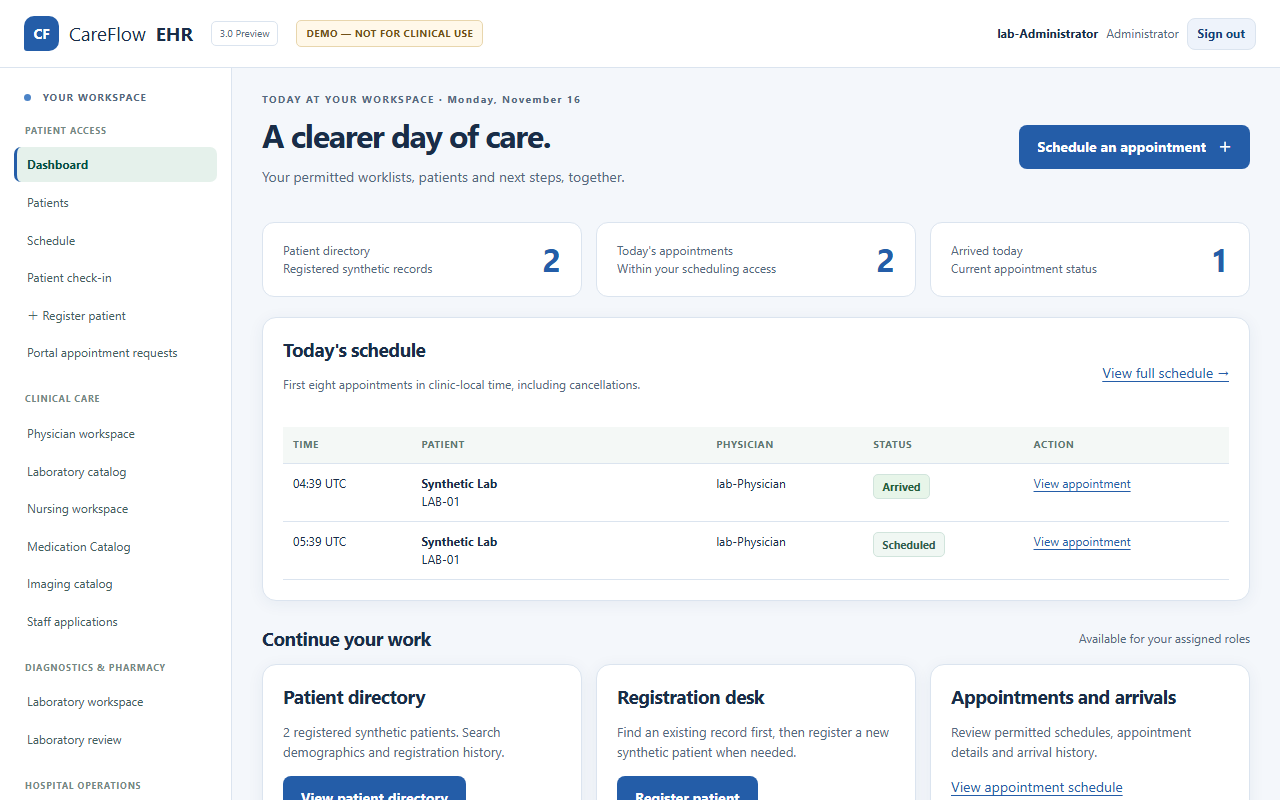 CF CareFlow EHR 3.0 Preview DEMO — NOT FOR CLINICAL USE lab-Administrator Administrator Sign out
YOUR WORKSPACE
PATIENT ACCESS
Dashboard
Patients
Schedule
Patient check-in
+ Register patient
Portal appointment requests
CLINICAL CARE
Physician workspace
Laboratory catalog
Nursing workspace
Medication Catalog
Imaging catalog
Staff applications
DIAGNOSTICS & PHARMACY
Laboratory workspace
Laboratory review
HOSPITAL OPERATIONS
TODAY AT YOUR WORKSPACE · Monday, November 16
A clearer day of care.
Your permitted worklists, patients and next steps, together.
Schedule an appointment +
Patient directory
Registered synthetic records
2
Today's appointments
Within your scheduling access
2
Arrived today
Current appointment status
1
Today's schedule
First eight appointments in clinic-local time, including cancellations.
View full schedule →
TIME PATIENT PHYSICIAN STATUS ACTION
04:39 UTC Synthetic Lab lab-Physician Arrived View appointment
LAB-01
05:39 UTC Synthetic Lab lab-Physician Scheduled View appointment
LAB-01
Continue your work
Available for your assigned roles
Patient directory
2 registered synthetic patients. Search
demographics and registration history.
View patient directory
Registration desk
Find an existing record first, then register a new
synthetic patient when needed.
Register patient
Appointments and arrivals
Review permitted schedules, appointment
details and arrival history.
View appointment schedule